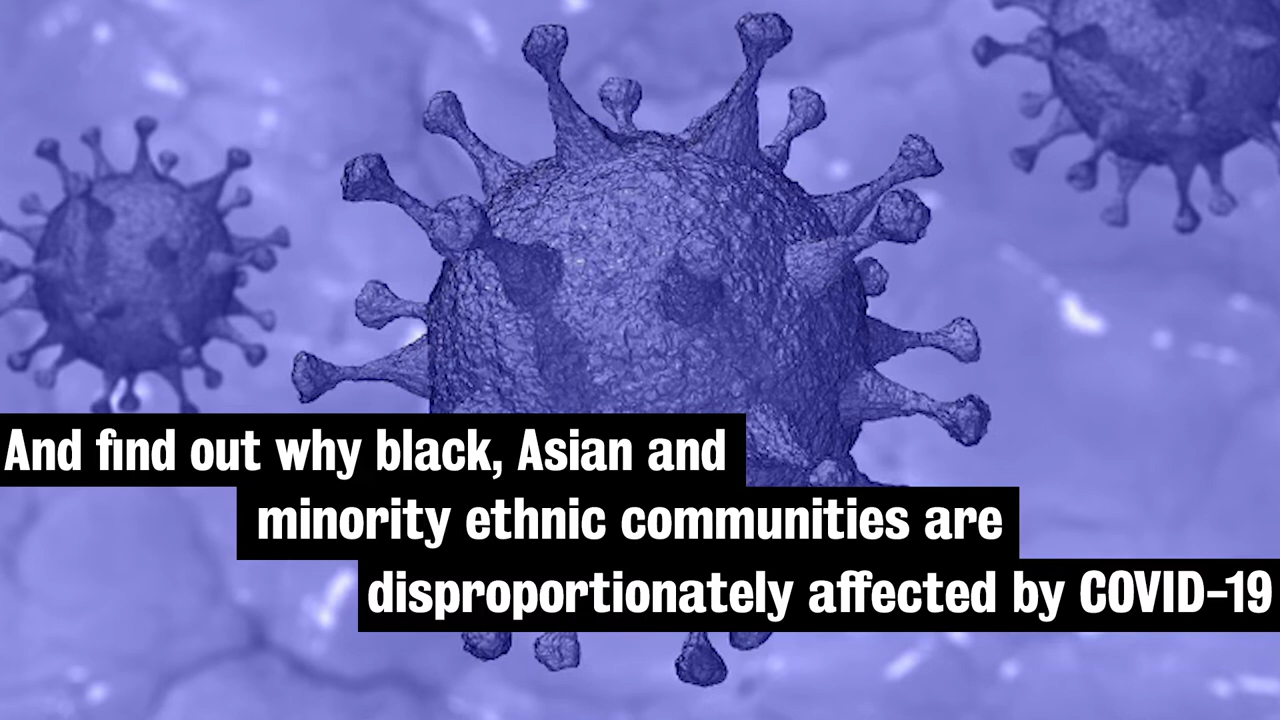 And find out why black, Asian and
minority ethnic communities are
disproportionately affected by COVID-19